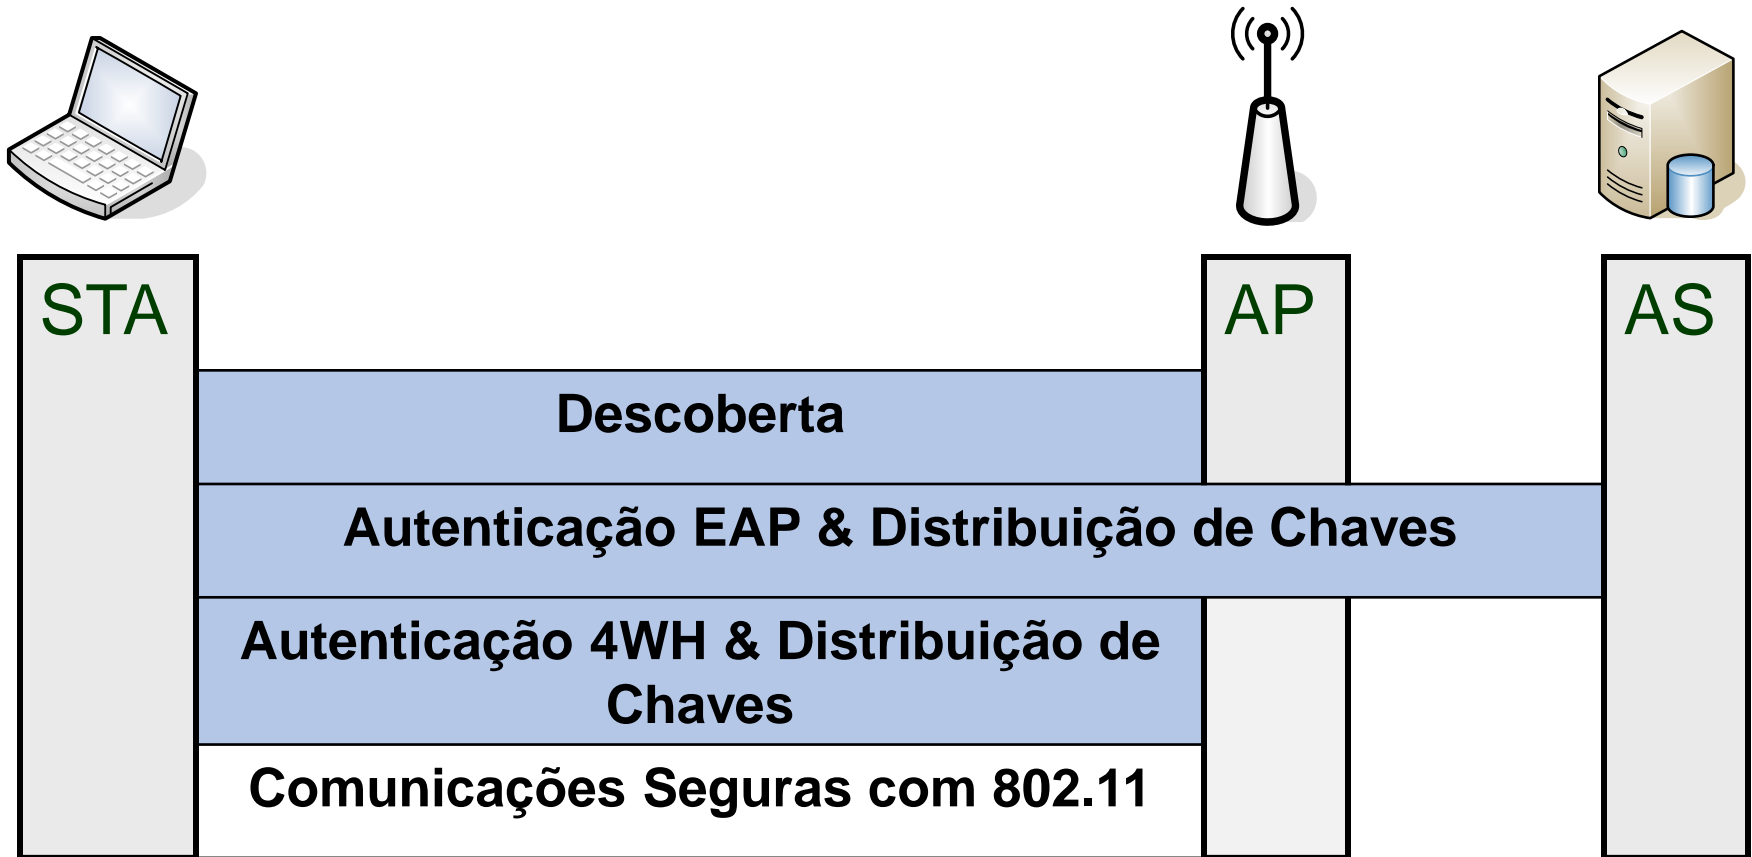 STA
AP
AS
Descoberta
Autenticação EAP & Distribuição de Chaves
Autenticação 4WH & Distribuição de
Chaves
Comunicações Seguras com 802.11